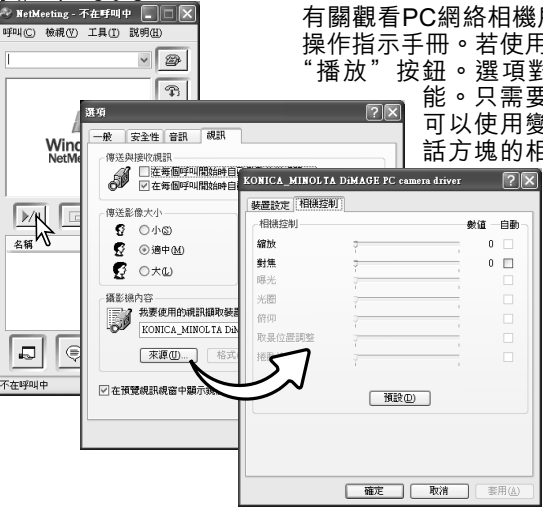 NetMeeting - 不在呼叫中
呼叫(C) 檢視(V) 工具(T) 說明(H)
名稱
不在呼叫中
有關觀看PC網絡相機
操作指示手冊。若使用
“播放”按鈕。選項對
能。只需要
可以使用變
話方塊的相
選項
一般 安全性 音訊 視訊
傳送與接收視訊
在每個呼叫開始時自
在每個呼叫開始時自
傳送影像大小
小(S)
適中(M)
大(L)
攝影機內容
我要使用的視訊擷取裝置
KONICA_MINOLTA
來源(U)... 格式
在預覽視訊視窗中顯示
KONICA_MINOLTA DiMAGE PC camera driver
裝置設定 相機控制
相機控制 數值 自動
縮放 0
對焦 0
曝光
光圈
俯仰
取景位置調整
預設(D)
確定 取消 套用(A)